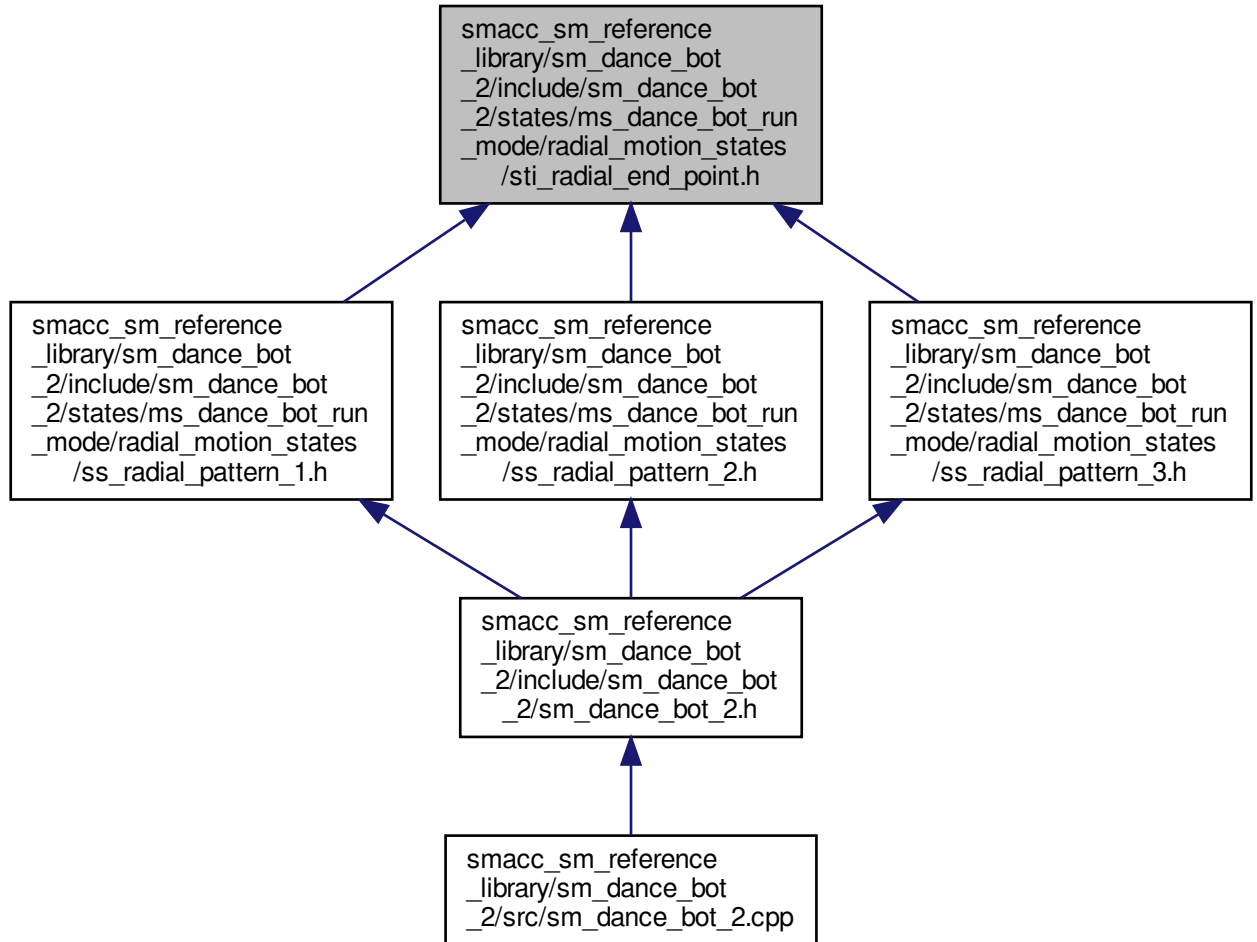 smacc_sm_reference
_library/sm_dance_bot
_2/include/sm_dance_bot
_2/states/ms_dance_bot_run
_mode/radial_motion_states
/sti_radial_end_point.h
smacc_sm_reference
_library/sm_dance_bot
_2/include/sm_dance_bot
_2/states/ms_dance_bot_run
_mode/radial_motion_states
/ss_radial_pattern_1.h
smacc_sm_reference
_library/sm_dance_bot
_2/include/sm_dance_bot
_2/states/ms_dance_bot_run
_mode/radial_motion_states
/ss_radial_pattern_2.h
smacc_sm_reference
_library/sm_dance_bot
_2/include/sm_dance_bot
_2/states/ms_dance_bot_run
_mode/radial_motion_states
/ss_radial_pattern_3.h
smacc_sm_reference
_library/sm_dance_bot
_2/include/sm_dance_bot
_2/sm_dance_bot_2.h
smacc_sm_reference
_library/sm_dance_bot
_2/src/sm_dance_bot_2.cpp